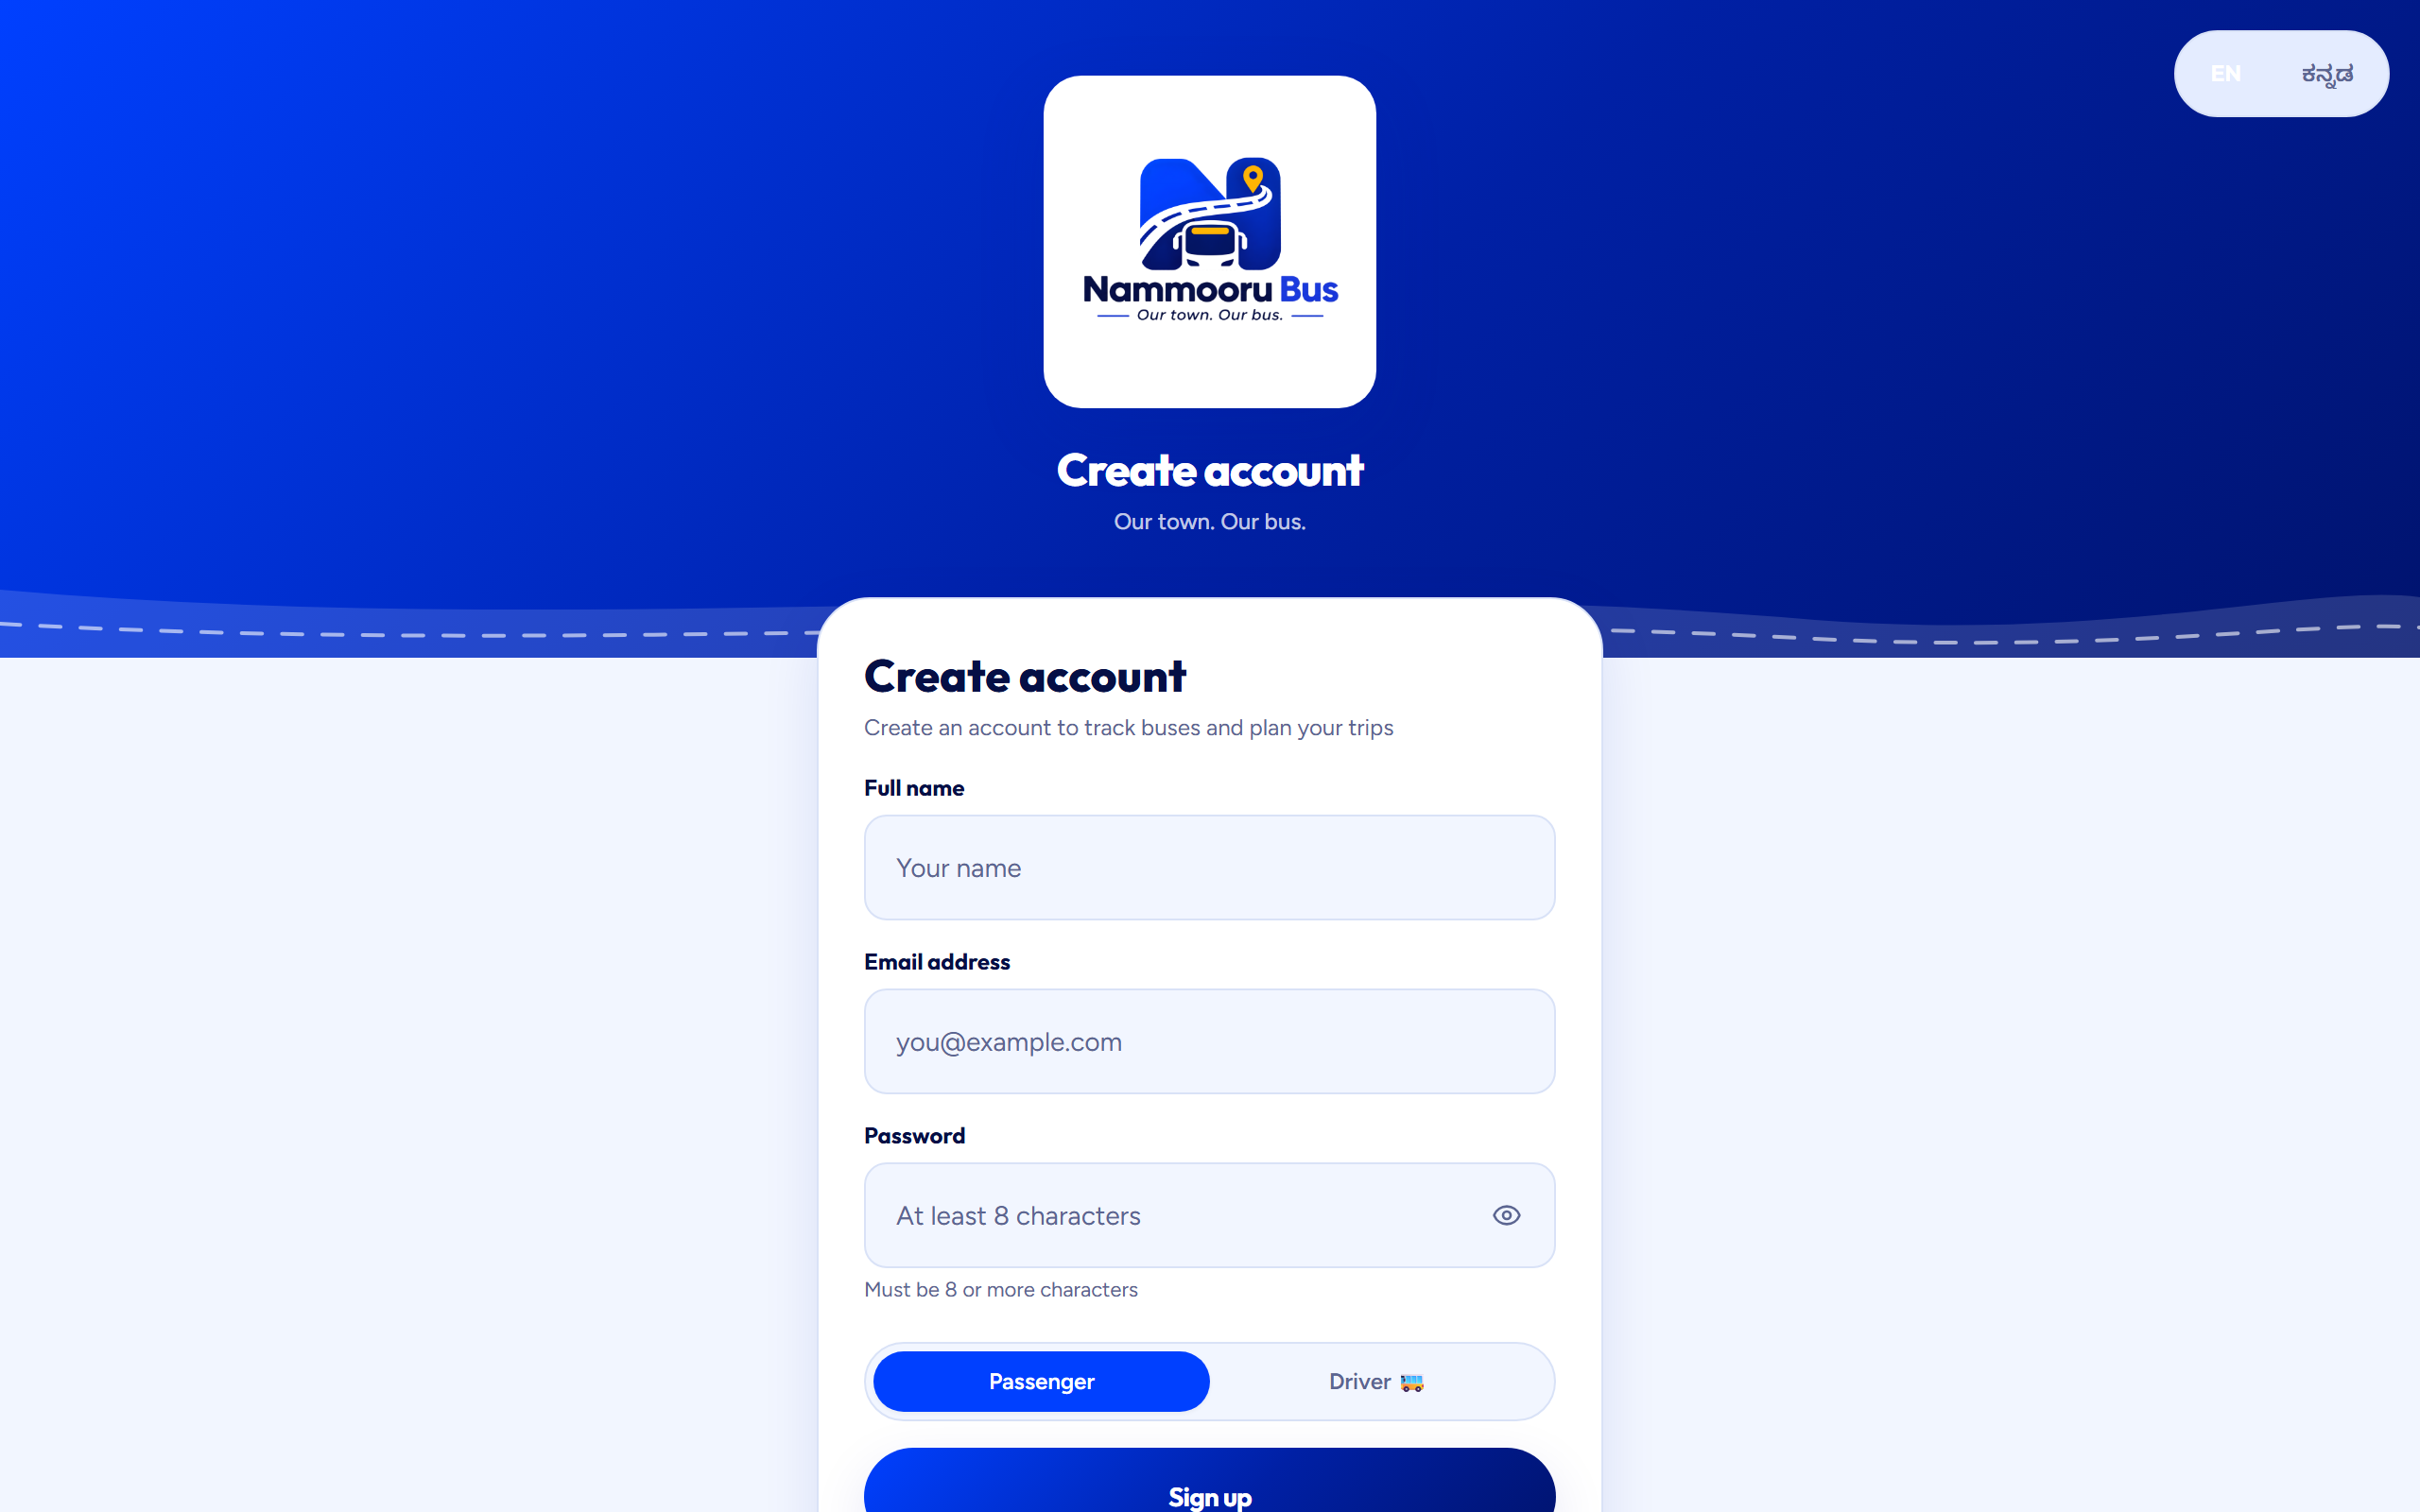 EN ಕನ್ನಡ
Nammooru Bus
Our town. Our bus.
Create account
Our town. Our bus.
Create account
Create an account to track buses and plan your trips
Full name
Your name
Email address
you@example.com
Password
At least 8 characters
Must be 8 or more characters
Passenger Driver 🚌
Sign up